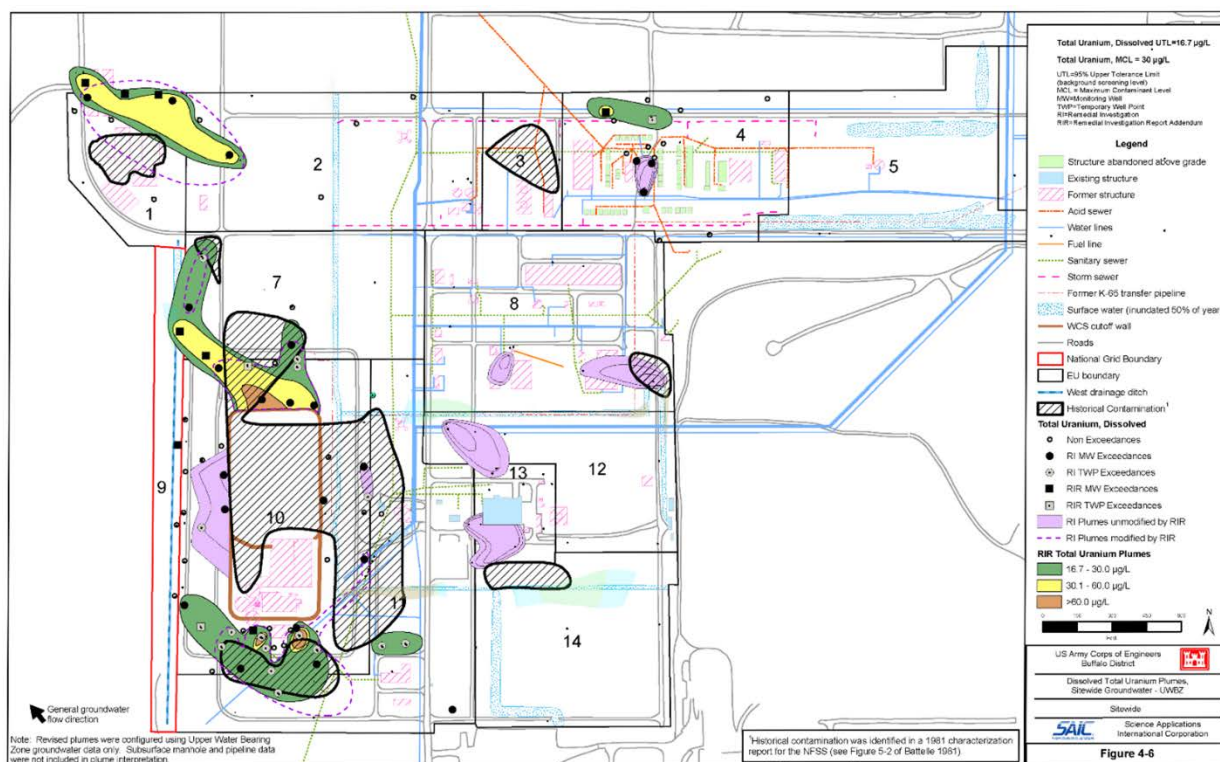 1
2
3
4
5
7
8
9
10
11
12
13
14
General groundwater
flow direction
Note: Revised plumes were configured using Upper Water Bearing
Zone groundwater data only. Subsurface manhole and pipeline data
were not included in plume interpretation.
¹Historical contamination was identified in a 1981 characterization
report for the NFSS (see Figure 5-2 of Battelle 1981).
Total Uranium, Dissolved UTL=16.7 µg/L
Total Uranium, MCL = 30 µg/L
UTL=95% Upper Tolerance Limit
(background screening level)
MCL = Maximum Contaminant Level
MW=Monitoring Well
TWP=Temporary Well Point
RI=Remedial Investigation
RIR=Remedial Investigation Report Addendum
Legend
Structure abandoned above grade
Existing structure
Former structure
Acid sewer
Water lines
Fuel line
Sanitary sewer
Storm sewer
Former K-65 transfer pipeline
Surface water (inundated 50% of year
WCS cutoff wall
Roads
National Grid Boundary
EU boundary
West drainage ditch
Historical Contamination¹
Total Uranium, Dissolved
Non Exceedances
RI MW Exceedances
RI TWP Exceedances
RIR MW Exceedances
RIR TWP Exceedances
RI Plumes unmodified by RIR
RI Plumes modified by RIR
RIR Total Uranium Plumes
16.7 - 30.0 µg/L
30.1 - 60.0 µg/L
>60.0 µg/L
N
US Army Corps of Engineers
Buffalo District
Dissolved Total Uranium Plumes,
Sitewide Groundwater - UWBZ
Sitewide
SAIC
Science Applications
International Corporation
Figure 4-6